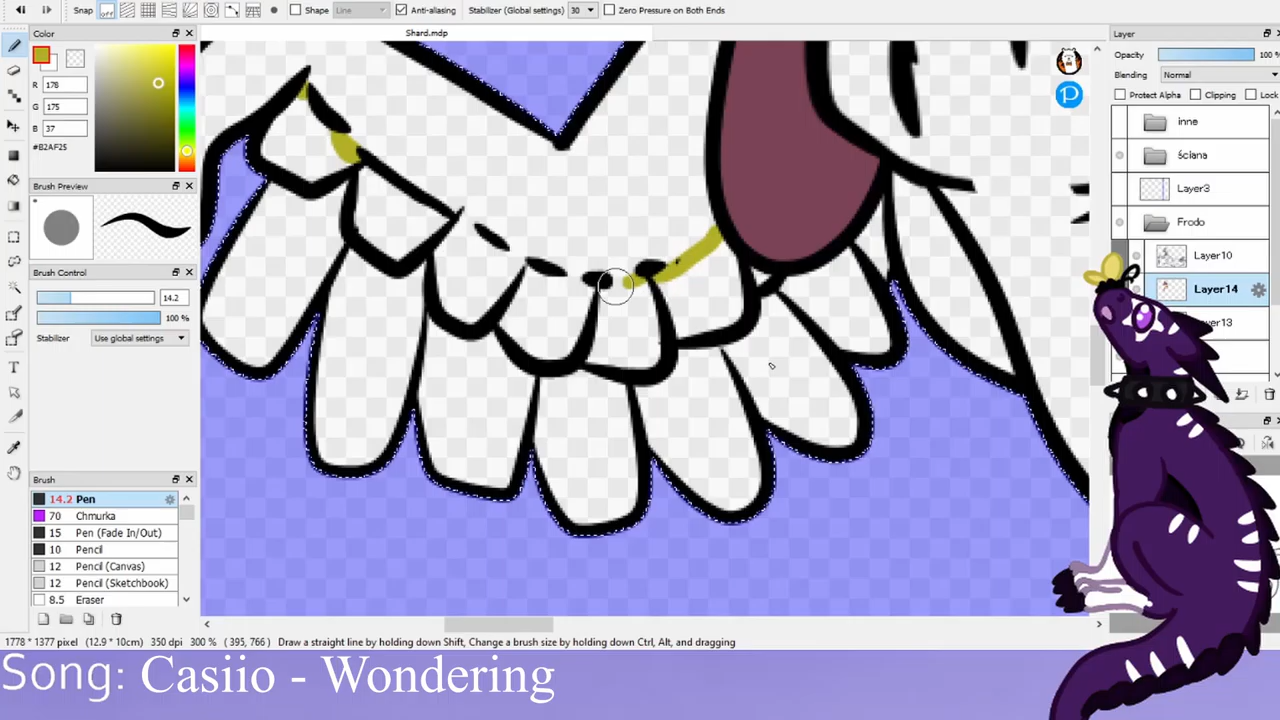 Snap off Shape Line Anti-aliasing Stabilizer (Global settings) 30 Zero Pressure on Both Ends
Color
Shard.mdp
Layer
R 178
G 175
B 37
#B2AF25
Opacity 100 %
Blending Normal
Protect Alpha Clipping Lock
inne
Ściana
Layer3
Frodo
Layer10
Layer14
Brush Preview
Brush Control
14.2
100 %
Stabilizer Use global settings
Brush
14.2 Pen
70 Chmurka
15 Pen (Fade In/Out)
10 Pencil
12 Pencil (Canvas)
12 Pencil (Sketchbook)
8.5 Eraser
1778 * 1377 pixel (12.9 * 10cm) 350 dpi 300 % ( 395, 766 ) Draw a straight line by holding down Shift, Change a brush size by holding down Ctrl, Alt, and dragging
Song: Casiio - Wondering